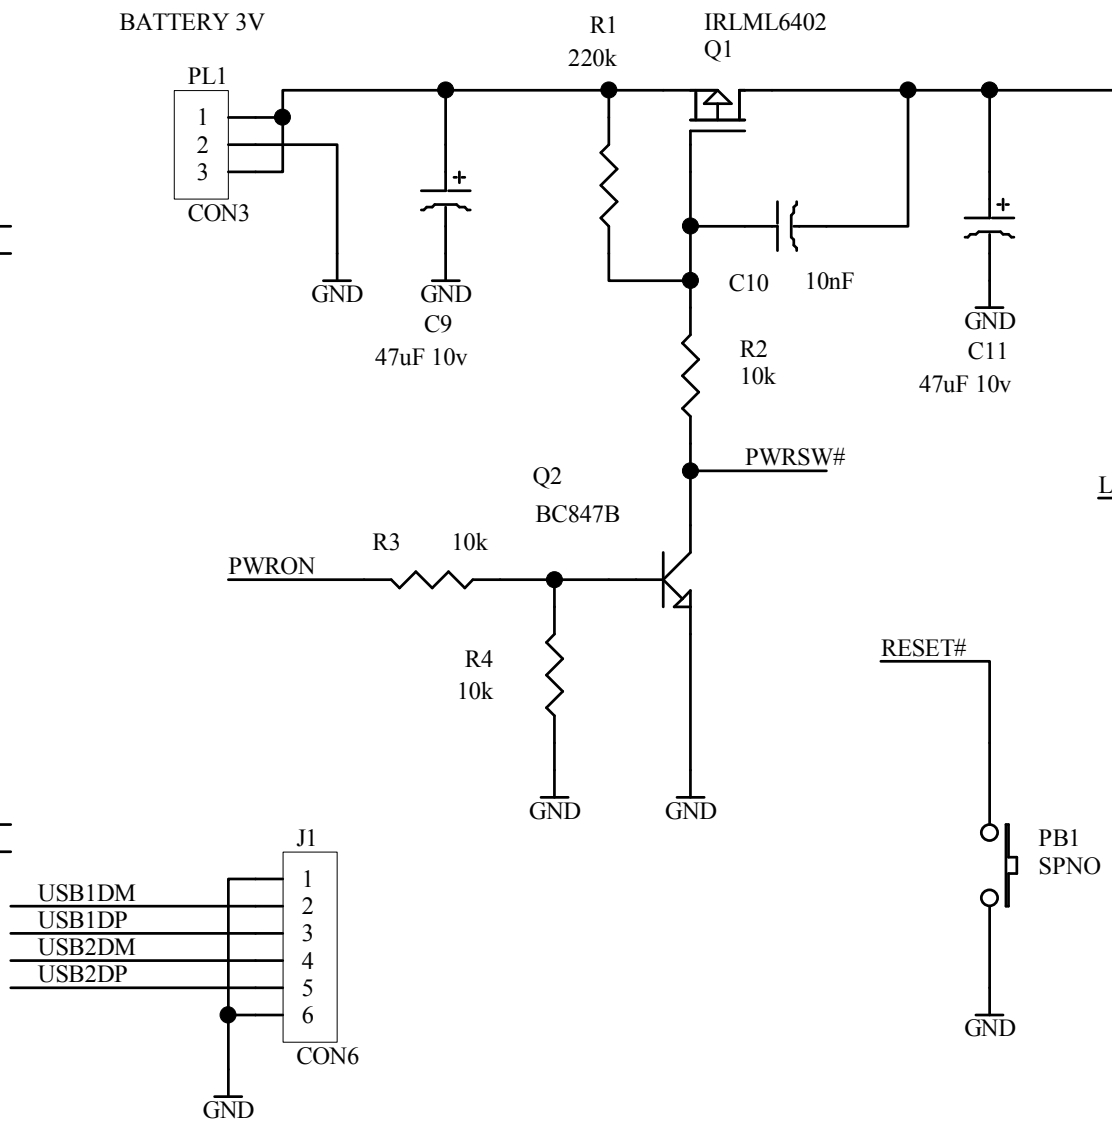 BATTERY 3V
R1
220k
IRLML6402
Q1
PL1
1
2
3
CON3
GND
GND
C9
47uF 10v
C10
10nF
GND
C11
47uF 10v
R2
10k
PWRSW#
Q2
BC847B
L
R3
10k
PWRON
R4
10k
RESET#
GND
GND
PB1
SPNO
J1
1
2
3
4
5
6
USB1DM
USB1DP
USB2DM
USB2DP
CON6
GND
GND